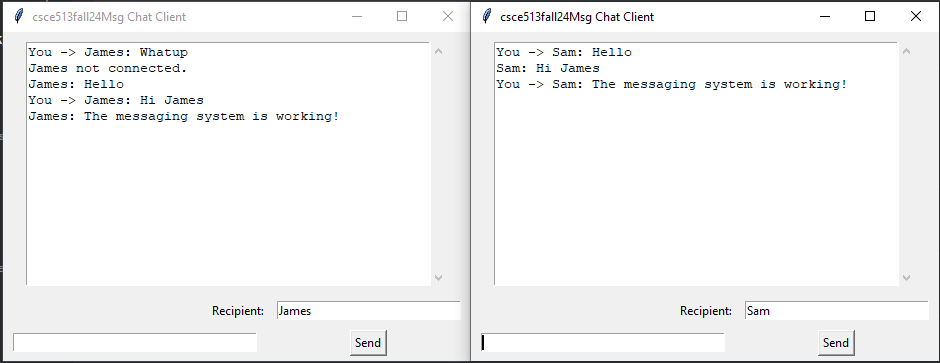 csce513fall24Msg Chat Client
You -> James: Whatup
James not connected.
James: Hello
You -> James: Hi James
James: The messaging system is working!
Recipient: James
Send
csce513fall24Msg Chat Client
You -> Sam: Hello
Sam: Hi James
You -> Sam: The messaging system is working!
Recipient: Sam
Send